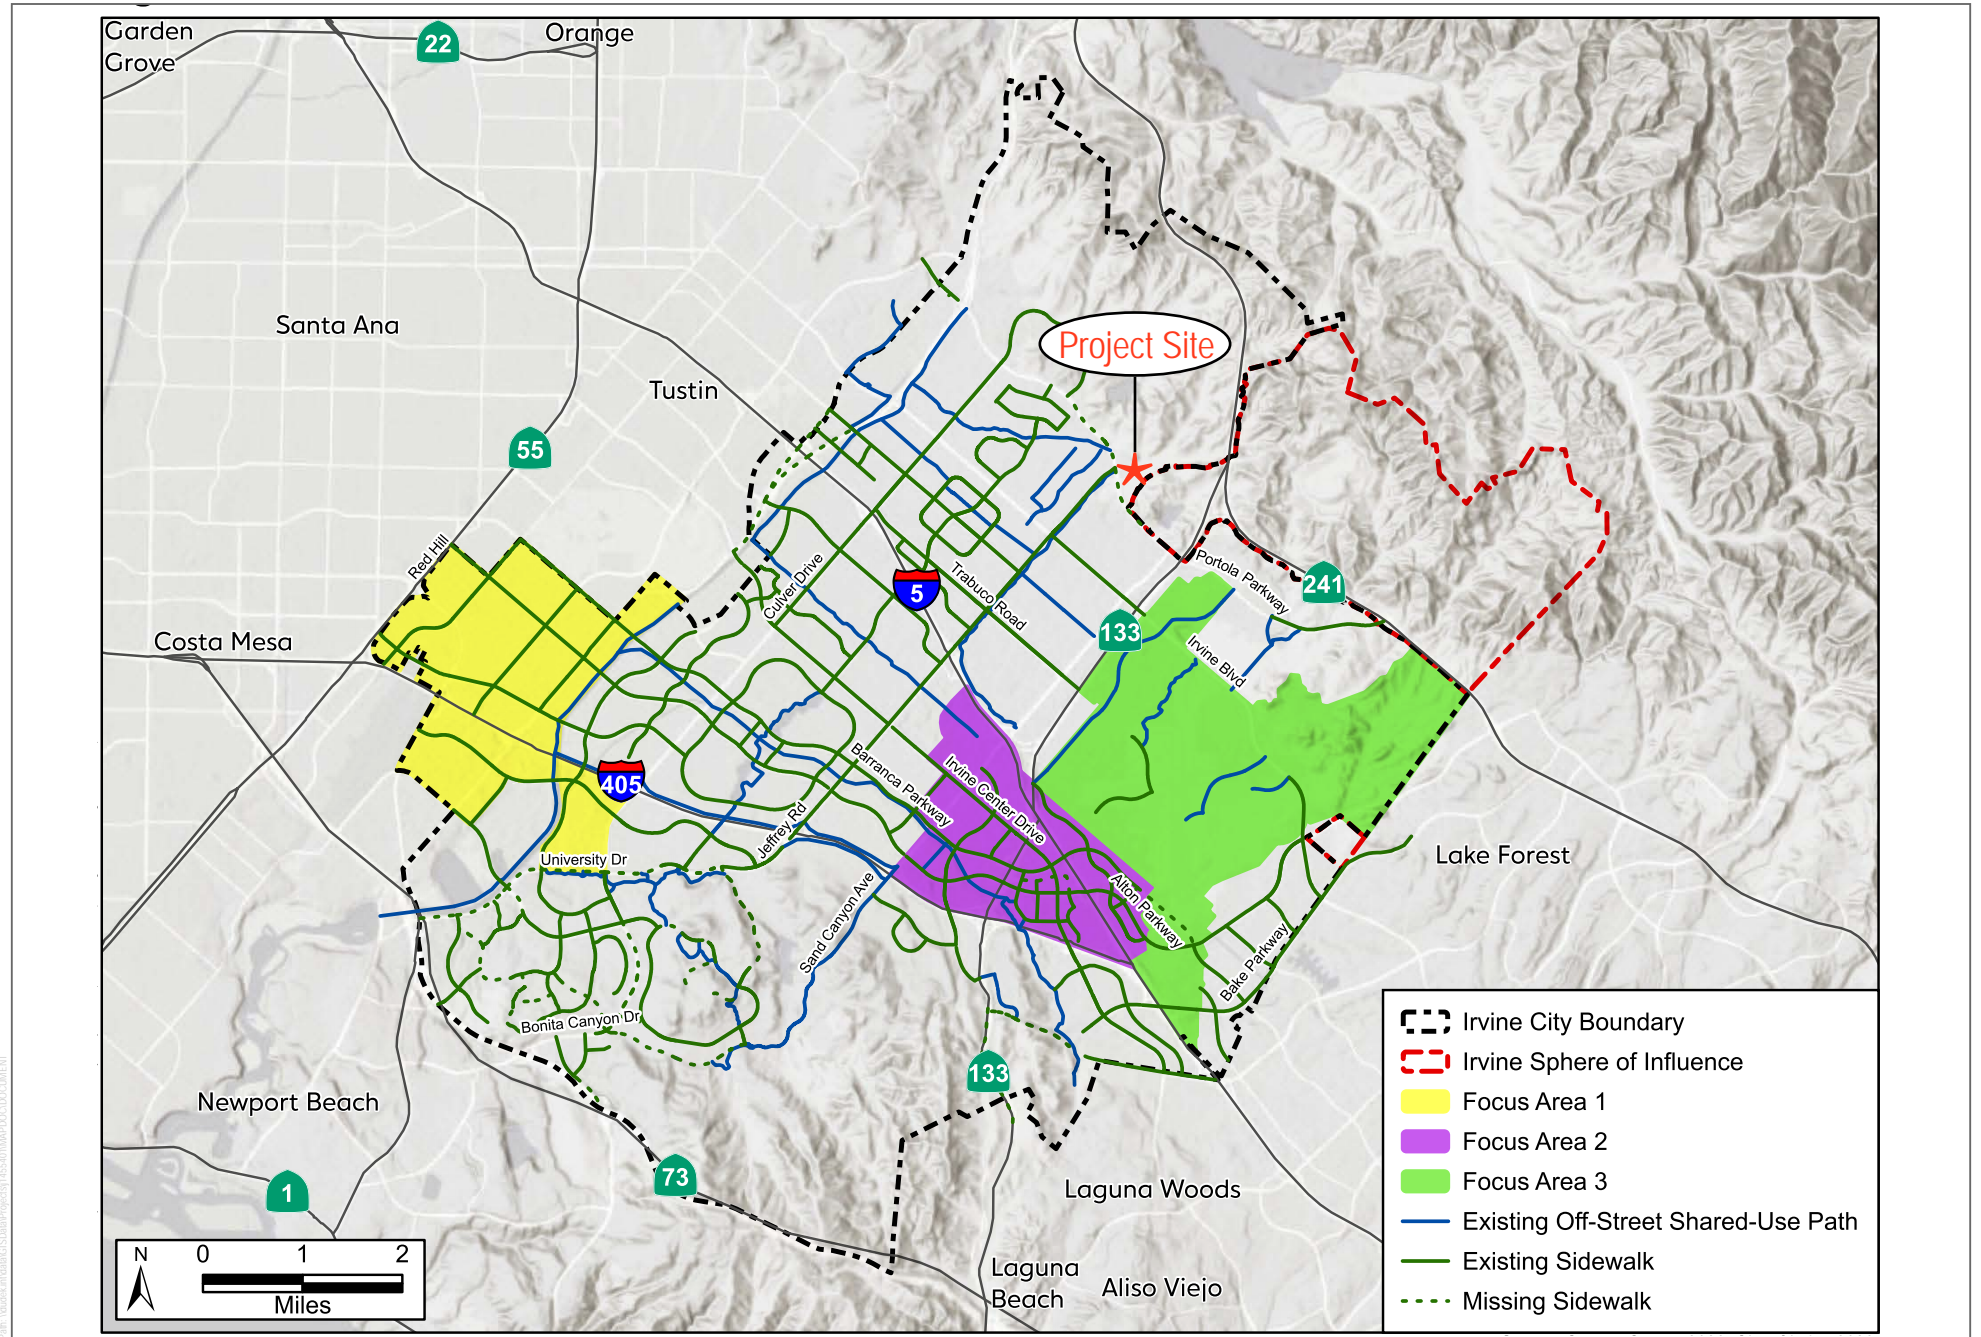 Garden
Grove
22
Orange
Santa Ana
Project Site
Tustin
55
Red Hill
Culver Drive
5
Trabuco Road
Portola Parkway
241
133
Irvine Blvd
Costa Mesa
405
Barranca Parkway
Irvine Center Drive
Jeffrey Rd
University Dr
Sand Canyon Ave
Alton Parkway
Lake Forest
Bake Parkway
Bonita Canyon Dr
133
Newport Beach
73
1
Laguna Woods
Laguna
Beach
Aliso Viejo
N
0 1 2
Miles
Irvine City Boundary
Irvine Sphere of Influence
Focus Area 1
Focus Area 2
Focus Area 3
Existing Off-Street Shared-Use Path
Existing Sidewalk
Missing Sidewalk